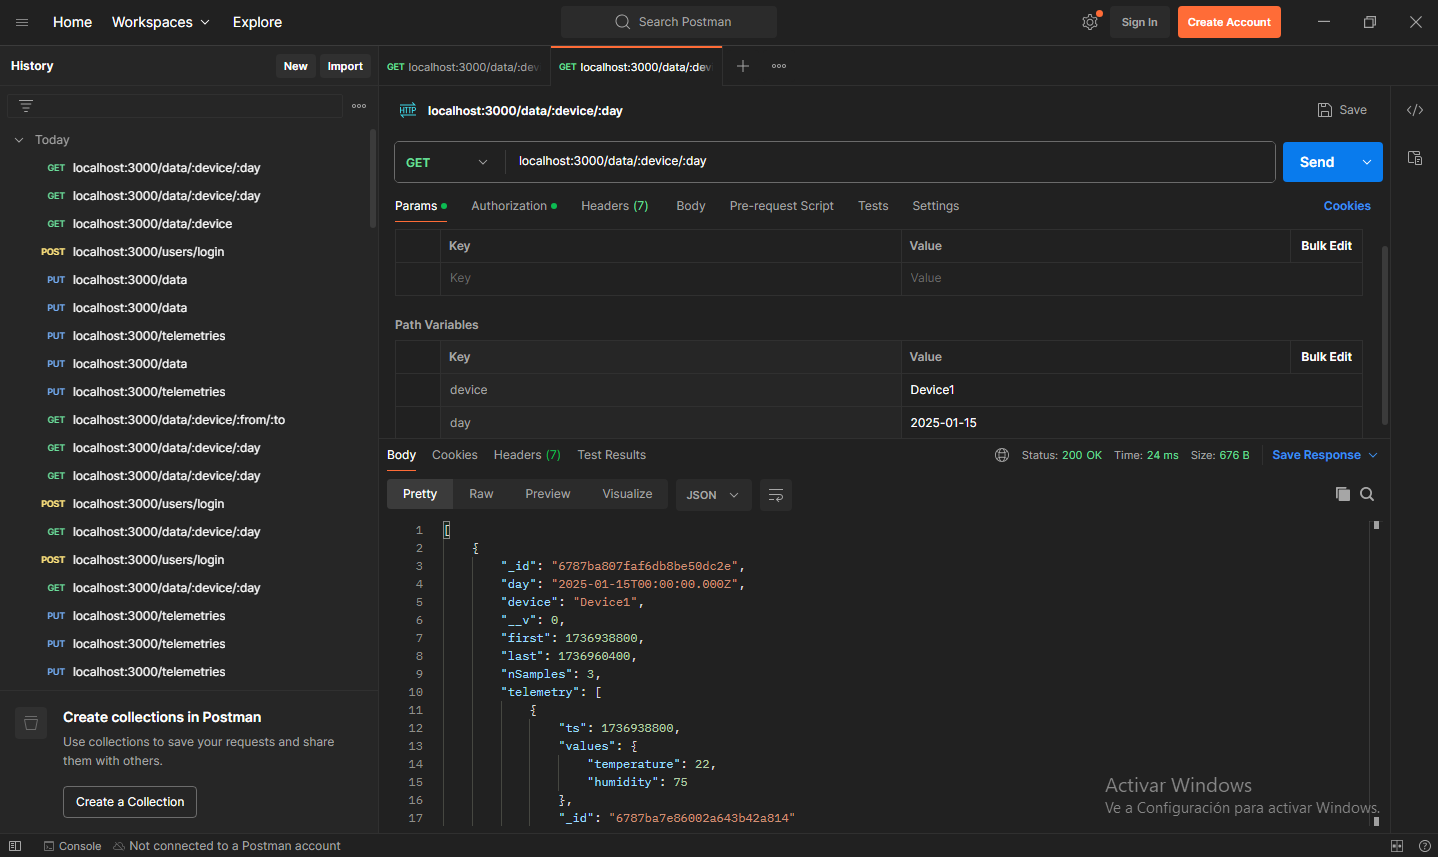 Home Workspaces Explore Search Postman Sign In Create Account
History New Import
GET localhost:3000/data/:dev GET localhost:3000/data/:dev
Today
GET localhost:3000/data/:device/:day
GET localhost:3000/data/:device/:day
GET localhost:3000/data/:device
POST localhost:3000/users/login
PUT localhost:3000/data
PUT localhost:3000/data
PUT localhost:3000/telemetries
PUT localhost:3000/data
PUT localhost:3000/telemetries
GET localhost:3000/data/:device/:from/:to
GET localhost:3000/data/:device/:day
GET localhost:3000/data/:device/:day
POST localhost:3000/users/login
GET localhost:3000/data/:device/:day
POST localhost:3000/users/login
GET localhost:3000/data/:device/:day
PUT localhost:3000/telemetries
PUT localhost:3000/telemetries
PUT localhost:3000/telemetries
Create collections in Postman
Use collections to save your requests and share
them with others.
Create a Collection
HTTP localhost:3000/data/:device/:day Save </>
GET localhost:3000/data/:device/:day Send
Params Authorization Headers (7) Body Pre-request Script Tests Settings Cookies
Key Value Bulk Edit
Key Value
Path Variables
Key Value Bulk Edit
device Device1
day 2025-01-15
Body Cookies Headers (7) Test Results Status: 200 OK Time: 24 ms Size: 676 B Save Response
Pretty Raw Preview Visualize JSON
1 [
2 {
3 "_id": "6787ba807faf6db8be50dc2e",
4 "day": "2025-01-15T00:00:00.000Z",
5 "device": "Device1",
6 "__v": 0,
7 "first": 1736938800,
8 "last": 1736960400,
9 "nSamples": 3,
10 "telemetry": [
11 {
12 "ts": 1736938800,
13 "values": {
14 "temperature": 22,
15 "humidity": 75
16 },
17 "_id": "6787ba7e86002a643b42a814"
Activar Windows
Ve a Configuración para activar Windows.
Console Not connected to a Postman account